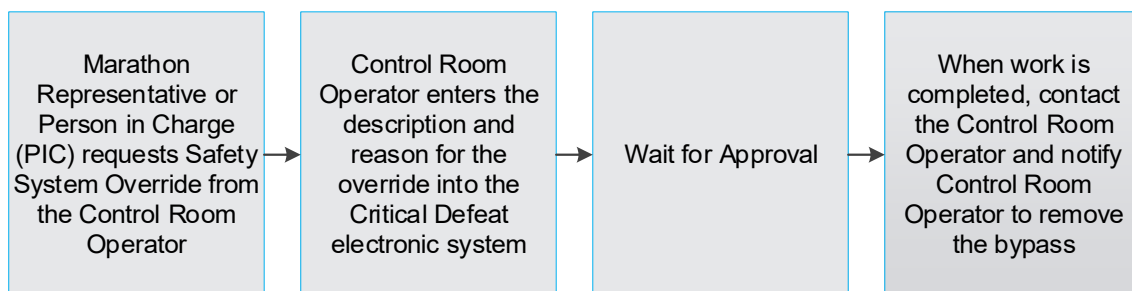 Marathon
Representative or
Person in Charge
(PIC) requests Safety
System Override from
the Control Room
Operator
Control Room
Operator enters the
description and
reason for the
override into the
Critical Defeat
electronic system
Wait for Approval
When work is
completed, contact
the Control Room
Operator and notify
Control Room
Operator to remove
the bypass